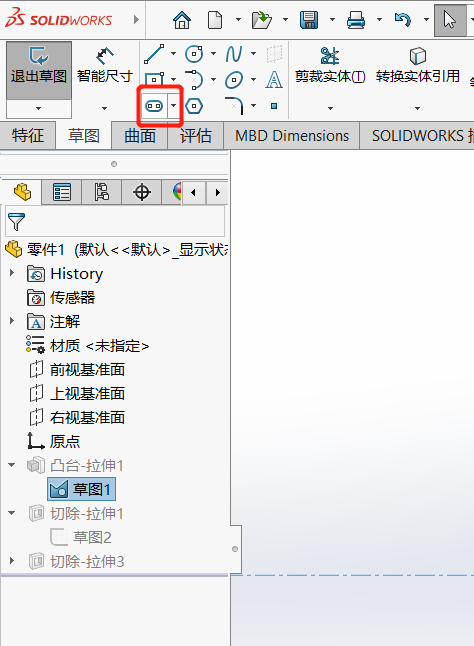 SOLIDWORKS
退出草图
智能尺寸
剪裁实体(T)
转换实体引用
特征
草图
曲面
评估
MBD Dimensions
SOLIDWORKS
零件1 (默认<<默认>_显示状态
History
传感器
注解
材质 <未指定>
前视基准面
上视基准面
右视基准面
原点
凸台-拉伸1
草图1
切除-拉伸1
草图2
切除-拉伸3